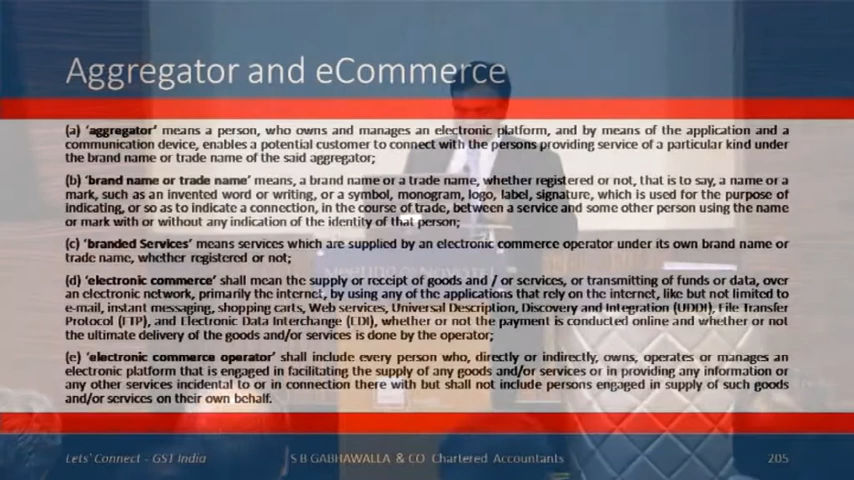 Aggregator and eCommerce
(a) 'aggregator' means a person, who owns and manages an electronic platform, and by means of the application and a
communication device, enables a potential customer to connect with the persons providing service of a particular kind under
the brand name or trade name of the said aggregator;
(b) 'brand name or trade name' means, a brand name or a trade name, whether registered or not, that is to say, a name or a
mark, such as an invented word or writing, or a symbol, monogram, logo, label, signature, which is used for the purpose of
indicating, or so as to indicate a connection, in the course of trade, between a service and some other person using the name
or mark with or without any indication of the identity of that person;
(c) 'branded Services' means services which are supplied by an electronic commerce operator under its own brand name or
trade name, whether registered or not;
(d) 'electronic commerce' shall mean the supply or receipt of goods and / or services, or transmitting of funds or data, over
an electronic network, primarily the internet, by using any of the applications that rely on the internet, like but not limited to
e-mail, instant messaging, shopping carts, Web services, Universal Description, Discovery and Integration (UDDI), File Transfer
Protocol (FTP), and Electronic Data Interchange (EDI), whether or not the payment is conducted online and whether or not
the ultimate delivery of the goods and/or services is done by the operator;
(e) 'electronic commerce operator' shall include every person who, directly or indirectly, owns, operates or manages an
electronic platform that is engaged in facilitating the supply of any goods and/or services or in providing any information or
any other services incidental to or in connection there with but shall not include persons engaged in supply of such goods
and/or services on their own behalf.
Lets' Connect - GST India S B GABHAWALLA & CO Chartered Accountants 205